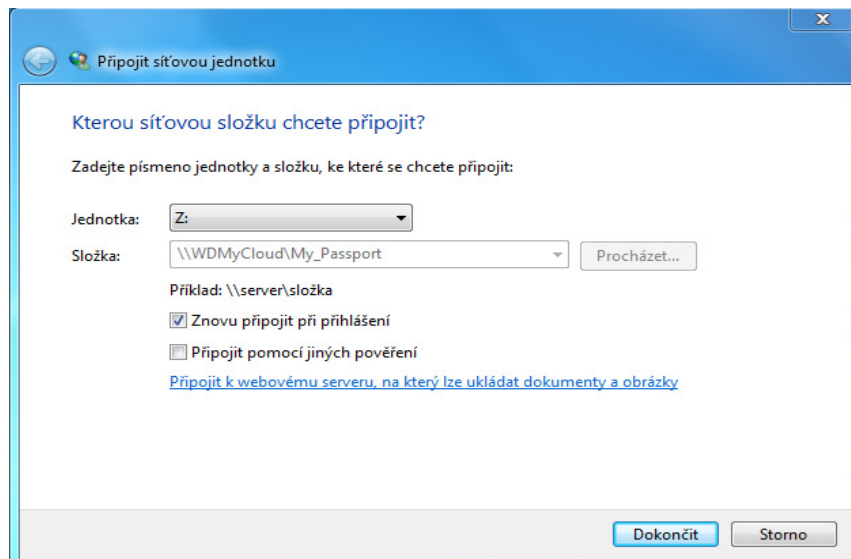 Připojit síťovou jednotku
Kterou síťovou složku chcete připojit?
Zadejte písmeno jednotky a složku, ke které se chcete připojit:
Jednotka: Z:
Složka: \\WDMyCloud\My_Passport Procházet...
Příklad: \\server\složka
Znovu připojit při přihlášení
Připojit pomocí jiných pověření
Připojit k webovému serveru, na který lze ukládat dokumenty a obrázky
Dokončit Storno